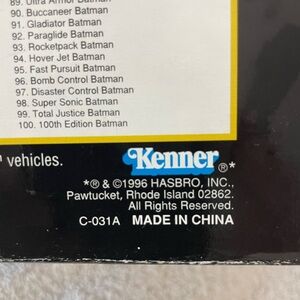 89. Ultra Armor Batman
90. Buccaneer Batman
91. Gladiator Batman
92. Paraglide Batman
93. Rocketpack Batman
94. Hover Jet Batman
95. Fast Pursuit Batman
96. Bomb Control Batman
97. Disaster Control Batman
98. Super Sonic Batman
99. Total Justice Batman
100. 100th Edition Batman
vehicles.
Kenner ®*
*® & ©1996 HASBRO, INC.,
Pawtucket, Rhode Island 02862.
All Rights Reserved.
C-031A MADE IN CHINA